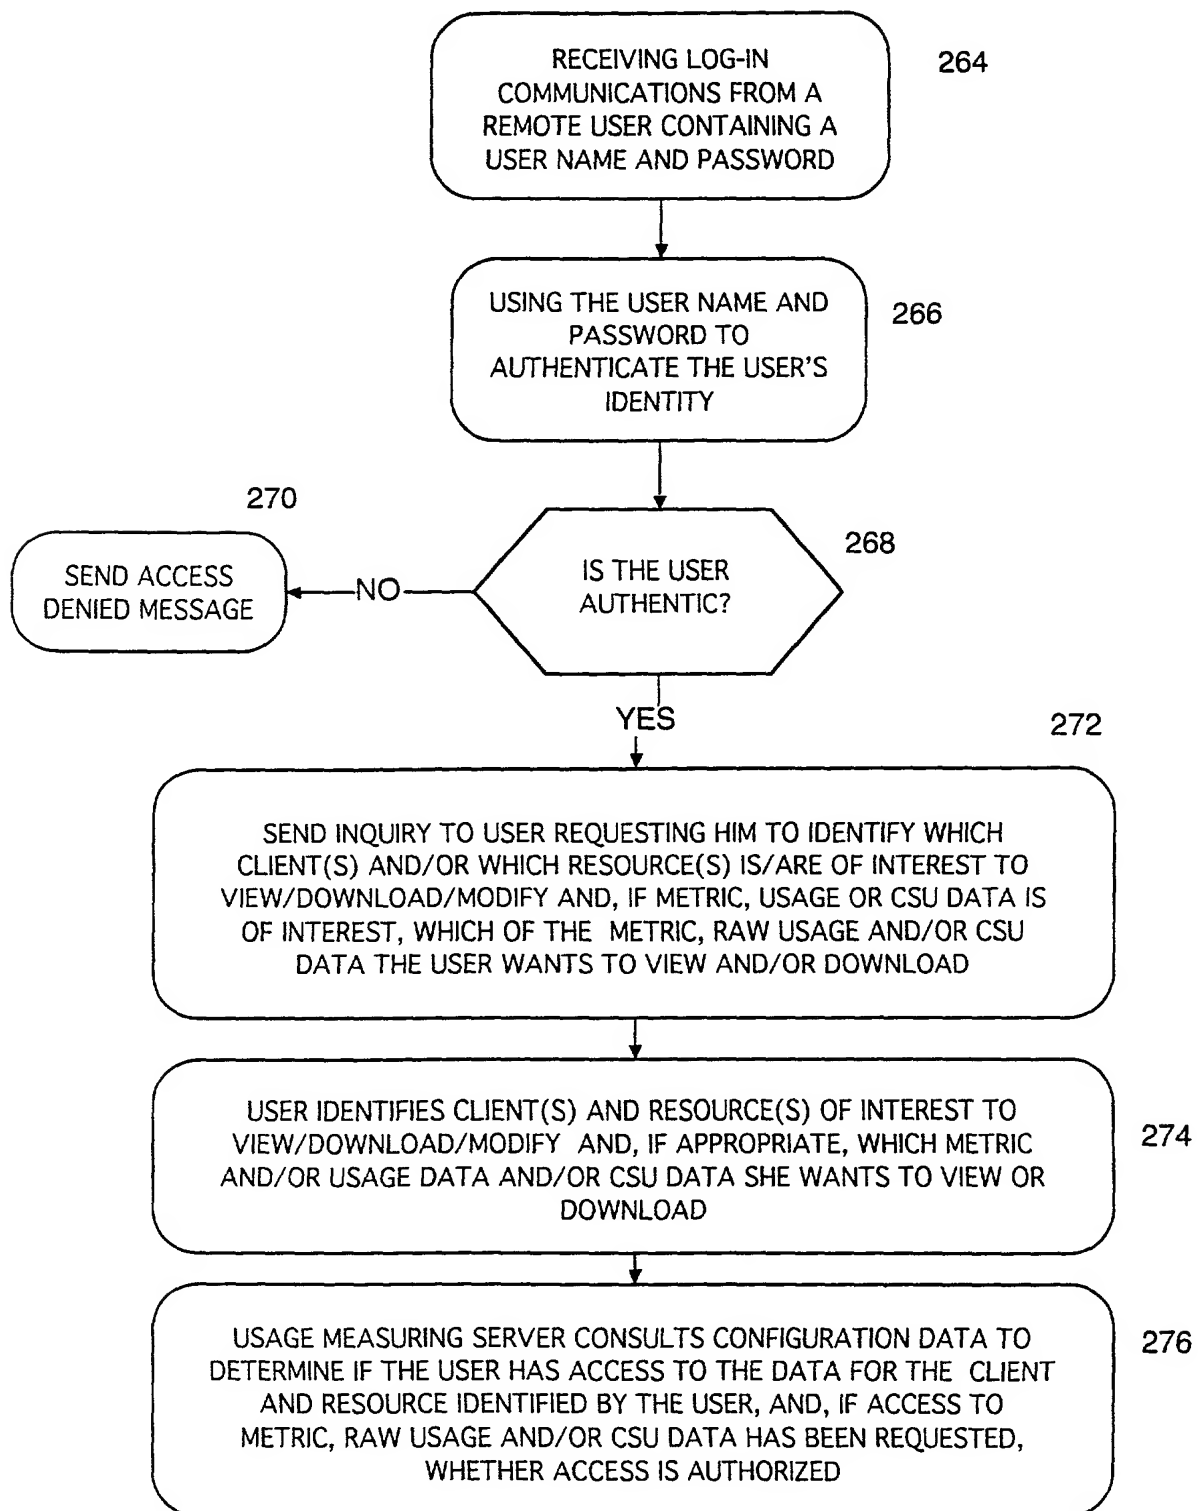 RECEIVING LOG-IN
COMMUNICATIONS FROM A
REMOTE USER CONTAINING A
USER NAME AND PASSWORD
264
USING THE USER NAME AND
PASSWORD TO
AUTHENTICATE THE USER'S
IDENTITY
266
IS THE USER
AUTHENTIC?
268
NO
270
SEND ACCESS
DENIED MESSAGE
YES
272
SEND INQUIRY TO USER REQUESTING HIM TO IDENTIFY WHICH
CLIENT(S) AND/OR WHICH RESOURCE(S) IS/ARE OF INTEREST TO
VIEW/DOWNLOAD/MODIFY AND, IF METRIC, USAGE OR CSU DATA IS
OF INTEREST, WHICH OF THE METRIC, RAW USAGE AND/OR CSU
DATA THE USER WANTS TO VIEW AND/OR DOWNLOAD
USER IDENTIFIES CLIENT(S) AND RESOURCE(S) OF INTEREST TO
VIEW/DOWNLOAD/MODIFY AND, IF APPROPRIATE, WHICH METRIC
AND/OR USAGE DATA AND/OR CSU DATA SHE WANTS TO VIEW OR
DOWNLOAD
274
USAGE MEASURING SERVER CONSULTS CONFIGURATION DATA TO
DETERMINE IF THE USER HAS ACCESS TO THE DATA FOR THE CLIENT
AND RESOURCE IDENTIFIED BY THE USER, AND, IF ACCESS TO
METRIC, RAW USAGE AND/OR CSU DATA HAS BEEN REQUESTED,
WHETHER ACCESS IS AUTHORIZED
276